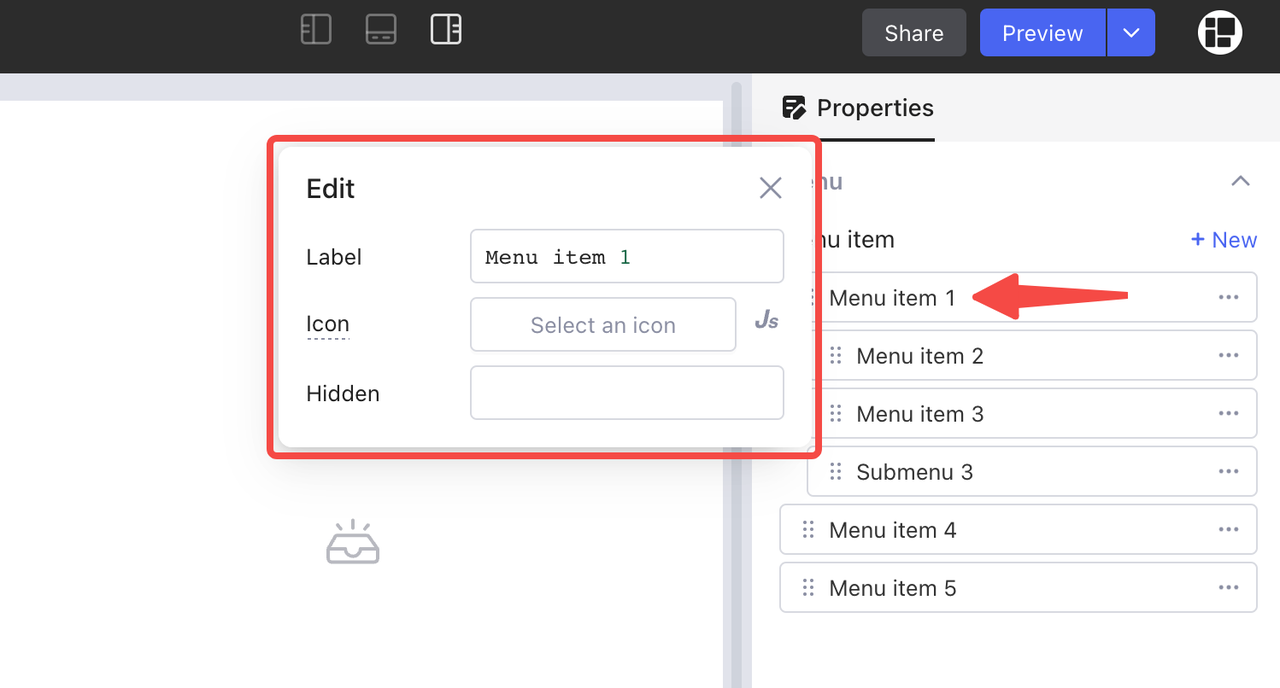 Share
Preview
Properties
nu
Edit
nu item
+ New
Label
Menu item 1
Icon
Select an icon
Js
Hidden
Menu item 1
Menu item 2
Menu item 3
Submenu 3
Menu item 4
Menu item 5